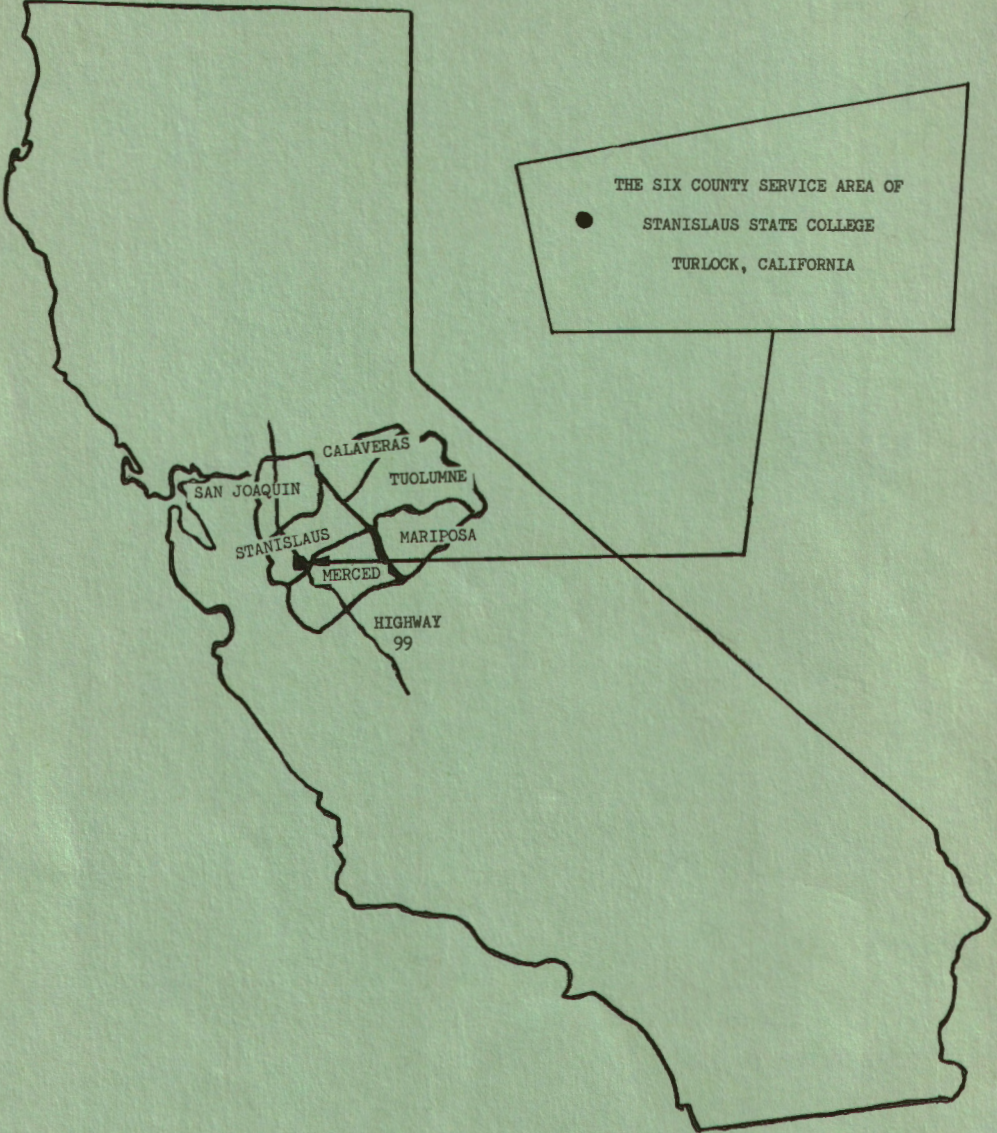 THE SIX COUNTY SERVICE AREA OF
STANISLAUS STATE COLLEGE
TURLOCK, CALIFORNIA
CALAVERAS
TUOLUMNE
SAN JOAQUIN
STANISLAUS
MARIPOSA
MERCED
HIGHWAY
99